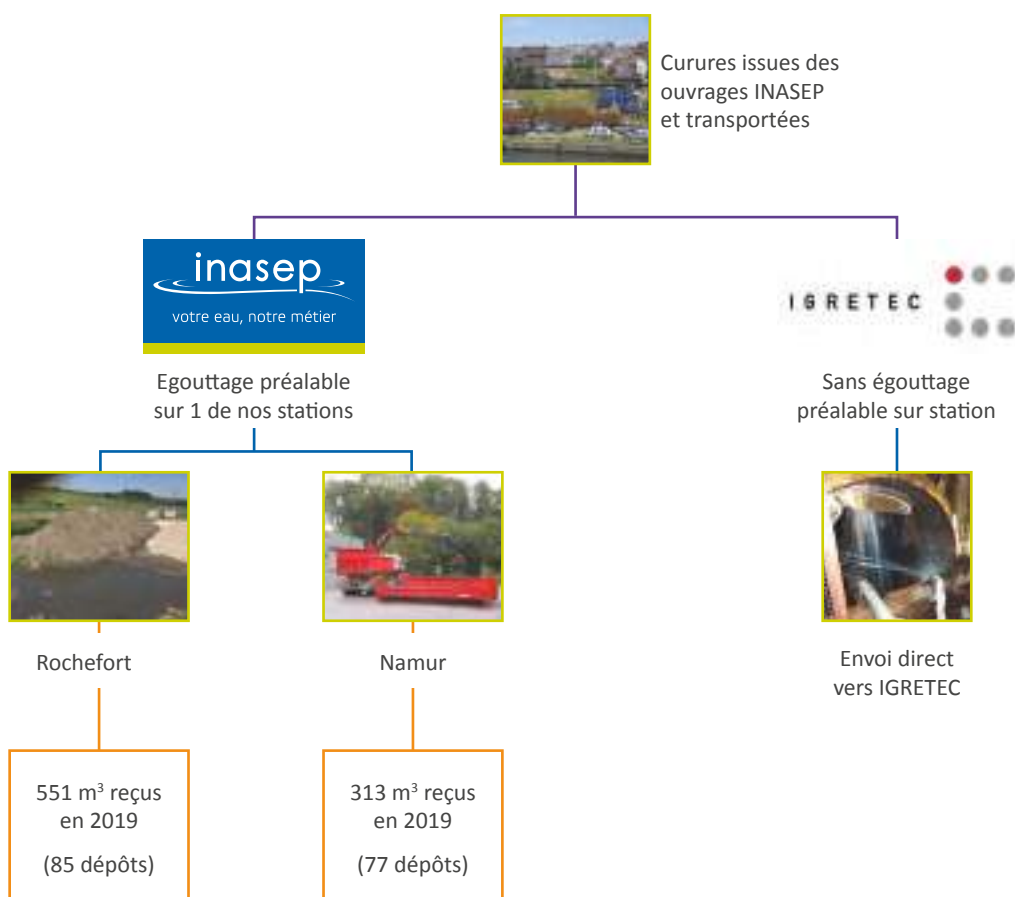 Curures issues des
ouvrages INASEP
et transportées
inasep
votre eau, notre métier
IGRETEC
Egouttage préalable
sur 1 de nos stations
Sans égouttage
préalable sur station
Rochefort
Namur
Envoi direct
vers IGRETEC
551 m³ reçus
en 2019
(85 dépôts)
313 m³ reçus
en 2019
(77 dépôts)